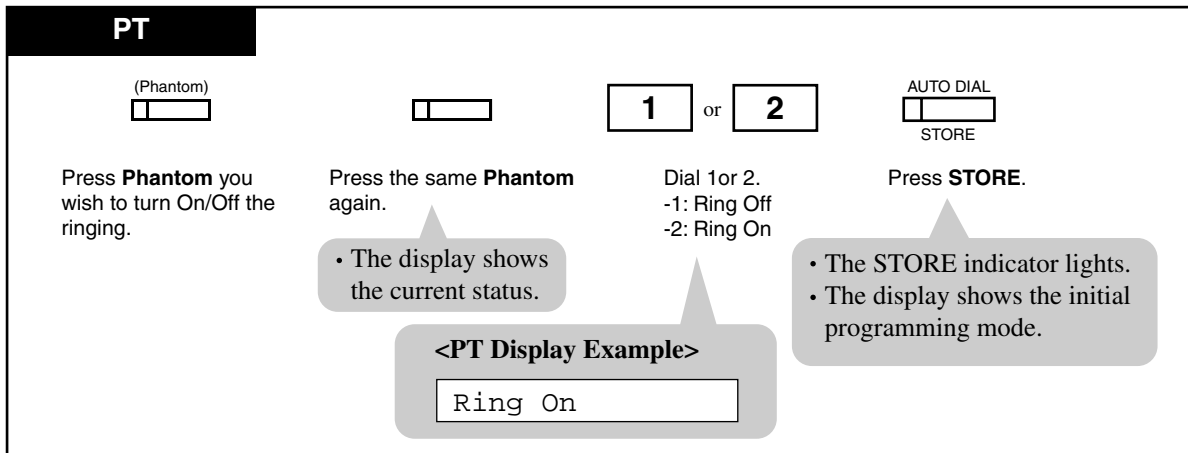 PT
(Phantom)
1 or 2
AUTO DIAL
STORE
Press Phantom you
wish to turn On/Off the
ringing.
Press the same Phantom
again.
Dial 1or 2.
-1: Ring Off
-2: Ring On
Press STORE.
• The display shows
the current status.
• The STORE indicator lights.
• The display shows the initial
programming mode.
<PT Display Example>
Ring On